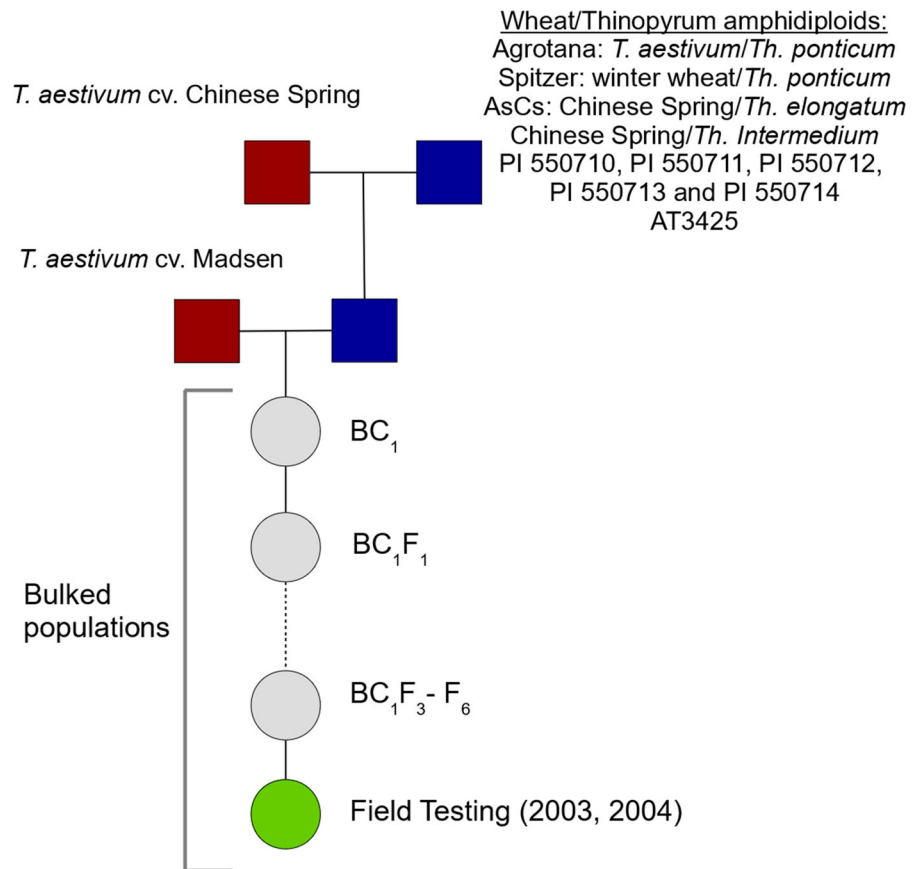 Wheat/Thinopyrum amphidiploids:
Agrotana: T. aestivum/Th. ponticum
Spitzer: winter wheat/Th. ponticum
AsCs: Chinese Spring/Th. elongatum
Chinese Spring/Th. Intermedium
PI 550710, PI 550711, PI 550712,
PI 550713 and PI 550714
AT3425
T. aestivum cv. Chinese Spring
T. aestivum cv. Madsen
BC₁
BC₁F₁
Bulked
populations
BC₁F₃- F₆
Field Testing (2003, 2004)